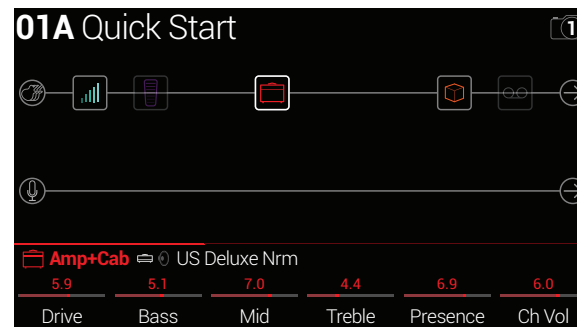 01A Quick Start
1
Amp+Cab US Deluxe Nrm
5.9 5.1 7.0 4.4 6.9 6.0
Drive Bass Mid Treble Presence Ch Vol